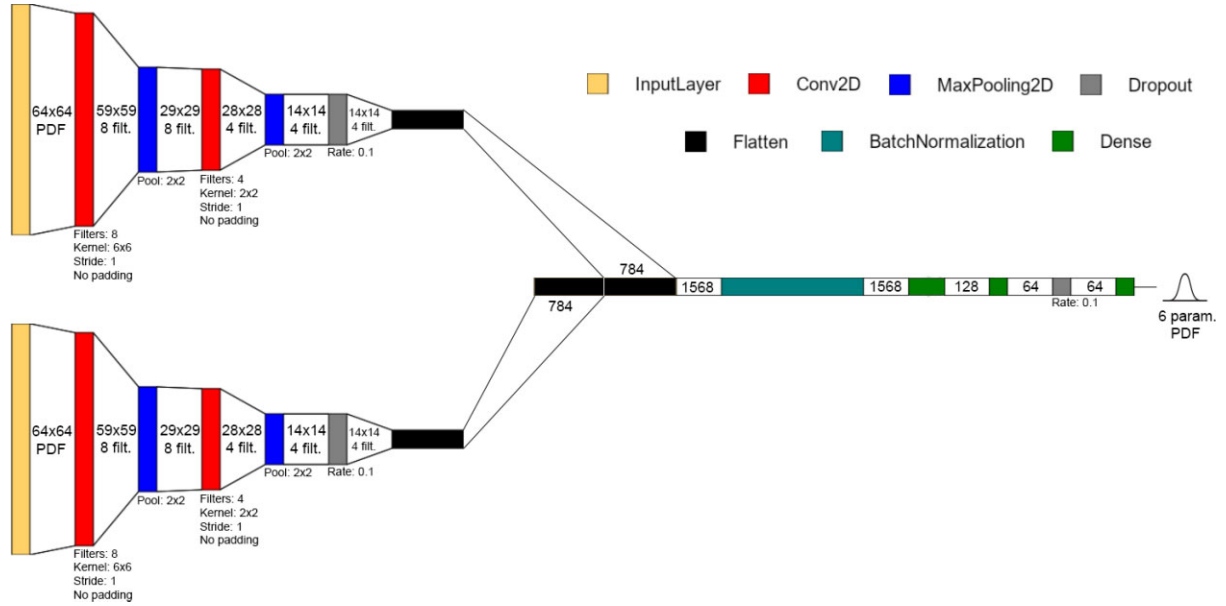 InputLayer
Conv2D
MaxPooling2D
Dropout
Flatten
BatchNormalization
Dense
64x64
PDF
59x59
8 filt.
29x29
8 filt.
28x28
4 filt.
14x14
4 filt.
14x14
4 filt.
Filters: 8
Kernel: 6x6
Stride: 1
No padding
Pool: 2x2
Filters: 4
Kernel: 2x2
Stride: 1
No padding
Pool: 2x2
Rate: 0.1
784
784
1568
1568
128
64
64
Rate: 0.1
6 param.
PDF
64x64
PDF
59x59
8 filt.
29x29
8 filt.
28x28
4 filt.
14x14
4 filt.
14x14
4 filt.
Filters: 8
Kernel: 6x6
Stride: 1
No padding
Pool: 2x2
Filters: 4
Kernel: 2x2
Stride: 1
No padding
Pool: 2x2
Rate: 0.1